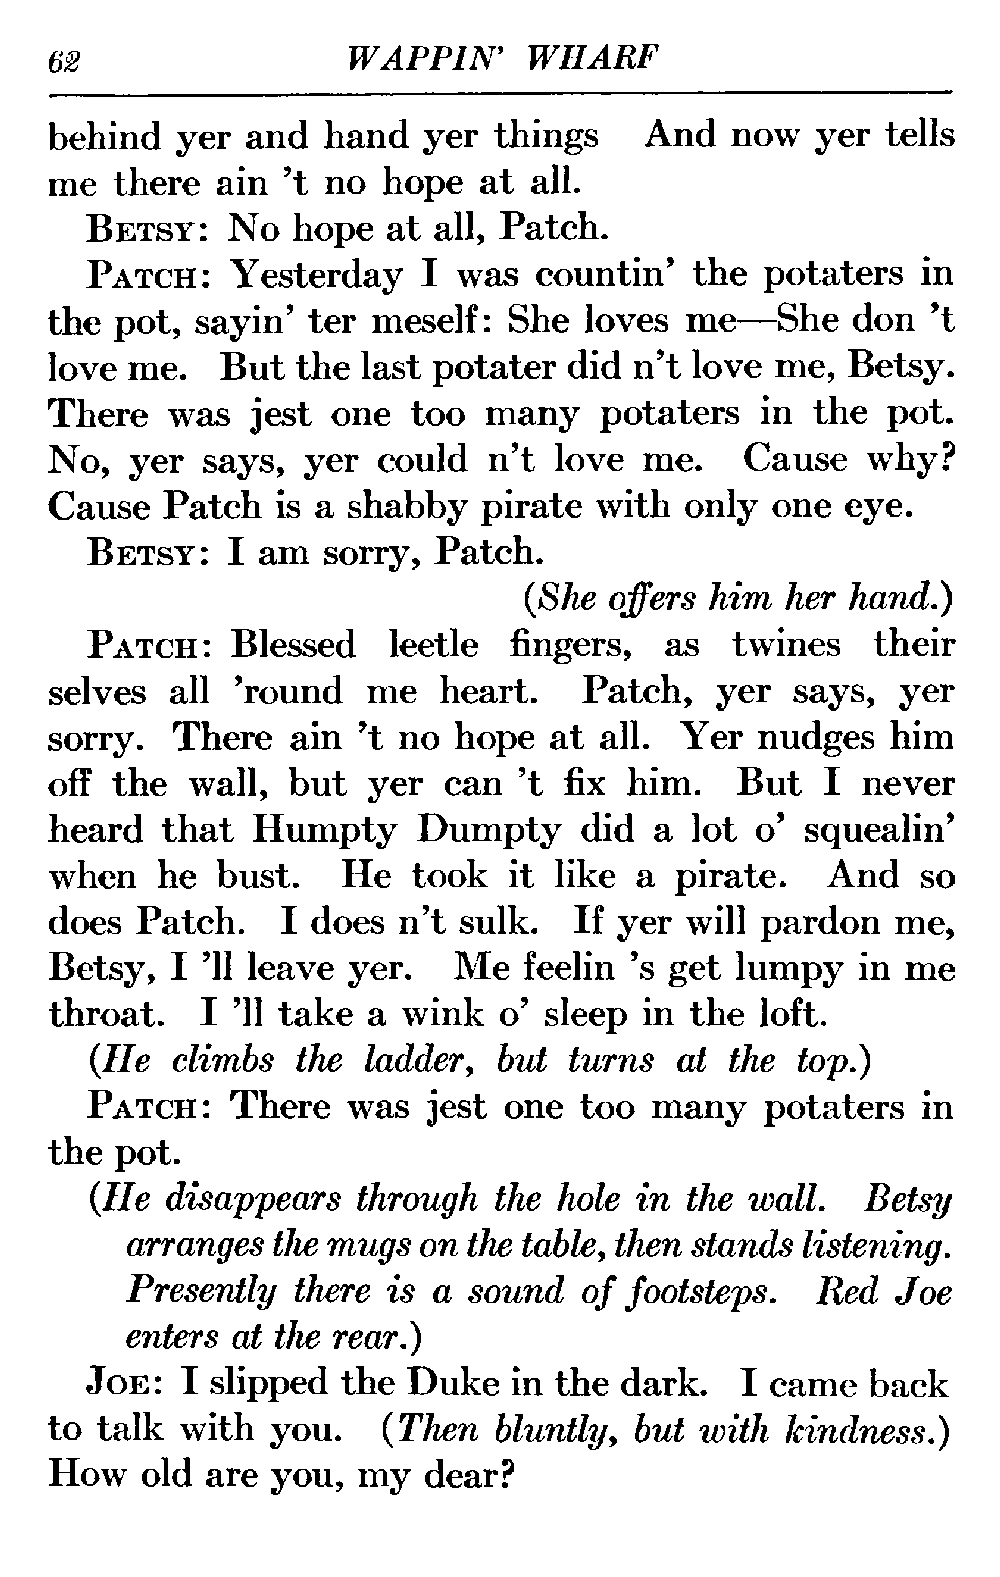 62 WAPPIN' WHARF
behind yer and hand yer things And now yer tells
me there ain 't no hope at all.
BETSY: No hope at all, Patch.
PATCH: Yesterday I was countin' the potaters in
the pot, sayin' ter meself: She loves me—She don 't
love me. But the last potater did n't love me, Betsy.
There was jest one too many potaters in the pot.
No, yer says, yer could n't love me. Cause why?
Cause Patch is a shabby pirate with only one eye.
BETSY: I am sorry, Patch.
(She offers him her hand.)
PATCH: Blessed leetle fingers, as twines their
selves all 'round me heart. Patch, yer says, yer
sorry. There ain 't no hope at all. Yer nudges him
off the wall, but yer can 't fix him. But I never
heard that Humpty Dumpty did a lot o' squealin'
when he bust. He took it like a pirate. And so
does Patch. I does n't sulk. If yer will pardon me,
Betsy, I 'll leave yer. Me feelin 's get lumpy in me
throat. I 'll take a wink o' sleep in the loft.
(He climbs the ladder, but turns at the top.)
PATCH: There was jest one too many potaters in
the pot.
(He disappears through the hole in the wall. Betsy
arranges the mugs on the table, then stands listening.
Presently there is a sound of footsteps. Red Joe
enters at the rear.)
JOE: I slipped the Duke in the dark. I came back
to talk with you. (Then bluntly, but with kindness.)
How old are you, my dear?